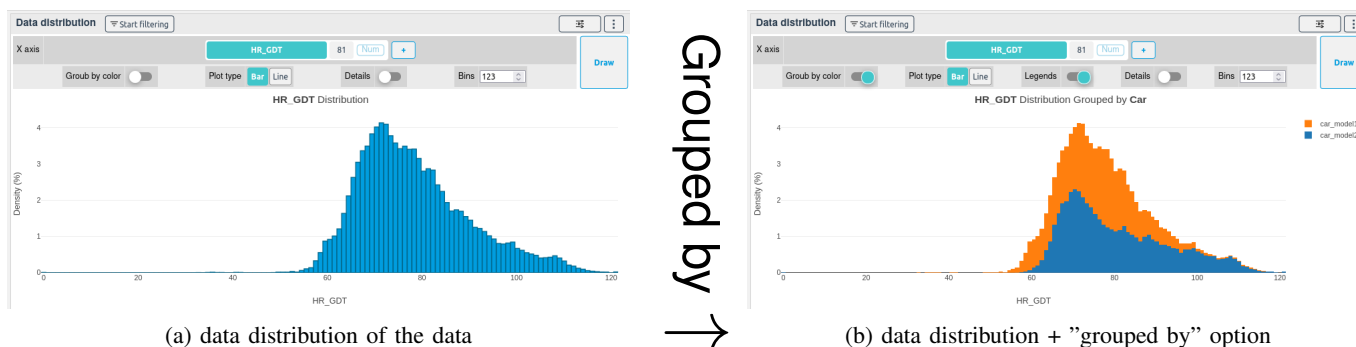 Data distribution Start filtering
X axis HR_GDT 81 Num +
Draw
Groub by color Plot type Bar Line Details Bins 123
HR_GDT Distribution
4
3
2
1
0
Density (%)
0 20 40 60 80 100 120
HR_GDT
(a) data distribution of the data
Grouped by →
Data distribution Start filtering
X axis HR_GDT 81 Num +
Draw
Groub by color Plot type Bar Line Legends Details Bins 123
HR_GDT Distribution Grouped by Car
car_model1
car_model2
4
3
2
1
0
Density (%)
0 20 40 60 80 100 120
HR_GDT
(b) data distribution + ”grouped by” option